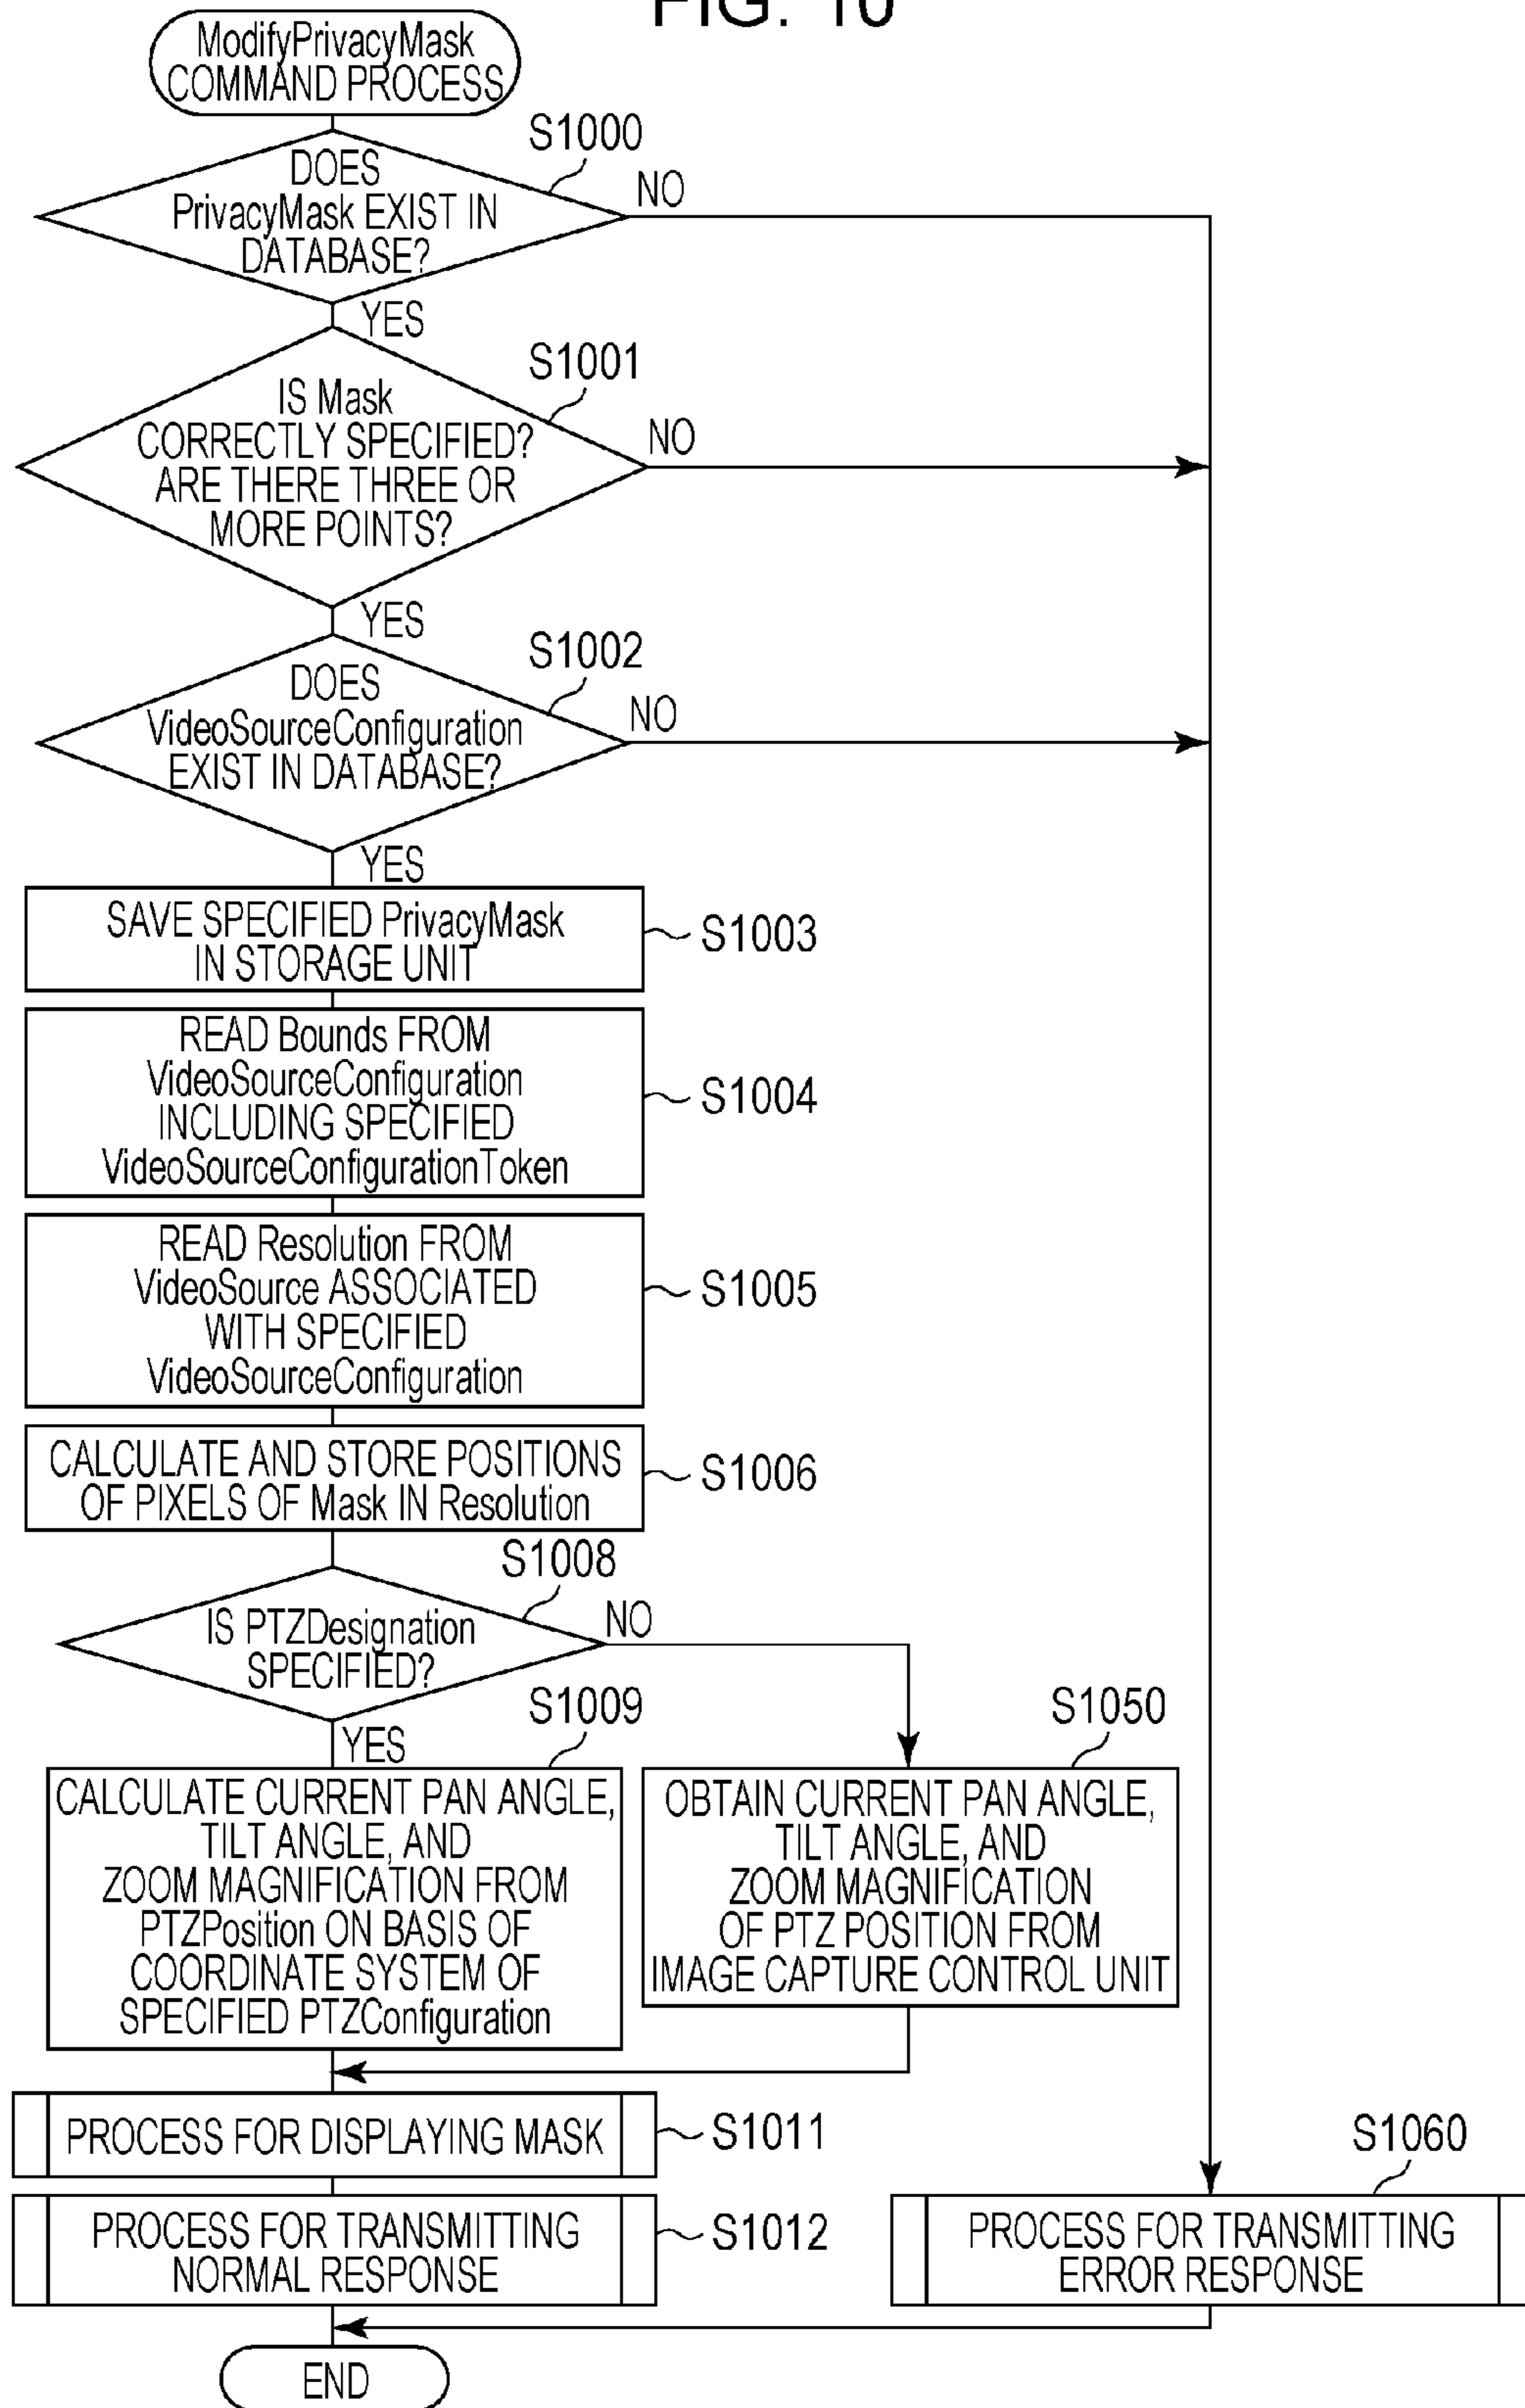 FIG. 10
ModifyPrivacyMask
COMMAND PROCESS
S1000
DOES
PrivacyMask EXIST IN
DATABASE?
NO
YES
S1001
IS Mask
CORRECTLY SPECIFIED?
ARE THERE THREE OR
MORE POINTS?
NO
YES
S1002
DOES
VideoSourceConfiguration
EXIST IN DATABASE?
NO
YES
SAVE SPECIFIED PrivacyMask
IN STORAGE UNIT
S1003
READ Bounds FROM
VideoSourceConfiguration
INCLUDING SPECIFIED
VideoSourceConfigurationToken
S1004
READ Resolution FROM
VideoSource ASSOCIATED
WITH SPECIFIED
VideoSourceConfiguration
S1005
CALCULATE AND STORE POSITIONS
OF PIXELS OF Mask IN Resolution
S1006
S1008
IS PTZDesignation
SPECIFIED?
NO
YES
S1009
CALCULATE CURRENT PAN ANGLE,
TILT ANGLE, AND
ZOOM MAGNIFICATION FROM
PTZPosition ON BASIS OF
COORDINATE SYSTEM OF
SPECIFIED PTZConfiguration
S1050
OBTAIN CURRENT PAN ANGLE,
TILT ANGLE, AND
ZOOM MAGNIFICATION
OF PTZ POSITION FROM
IMAGE CAPTURE CONTROL UNIT
PROCESS FOR DISPLAYING MASK
S1011
PROCESS FOR TRANSMITTING
NORMAL RESPONSE
S1012
S1060
PROCESS FOR TRANSMITTING
ERROR RESPONSE
END